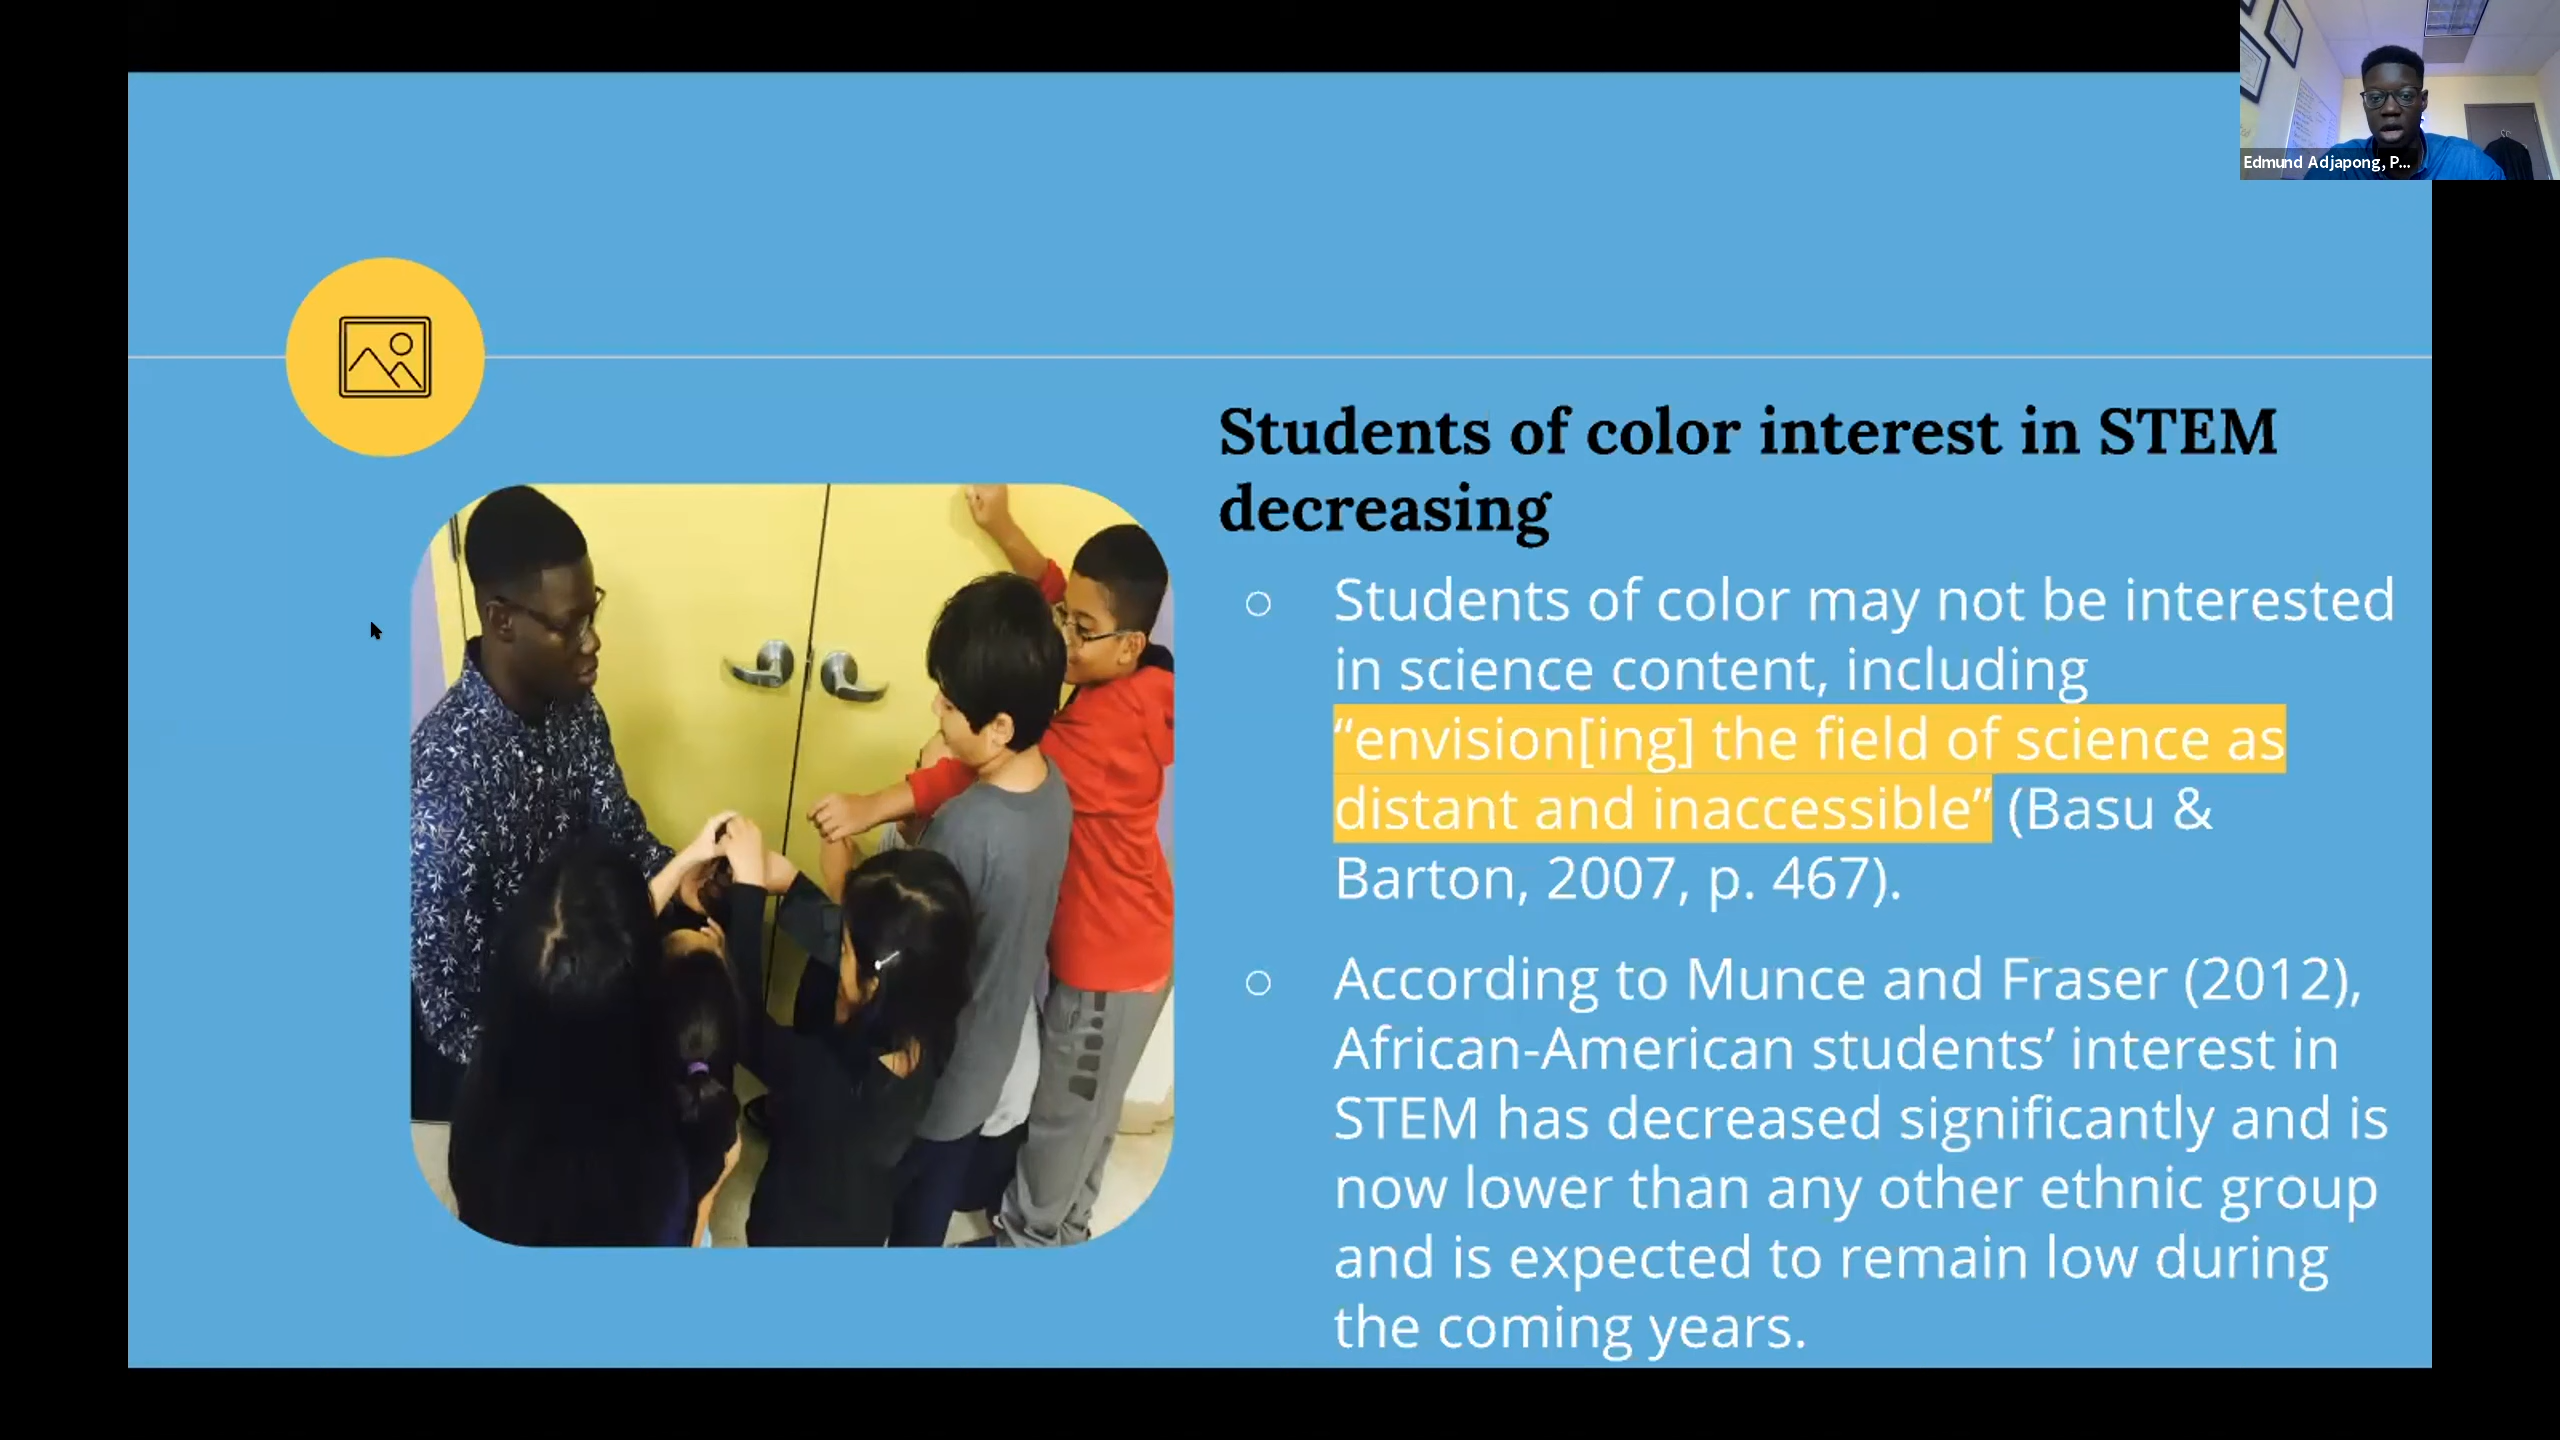 Edmund Adjapong, P...
Students of color interest in STEM
decreasing
○ Students of color may not be interested
in science content, including
“envision[ing] the field of science as
distant and inaccessible” (Basu &
Barton, 2007, p. 467).
○ According to Munce and Fraser (2012),
African-American students’ interest in
STEM has decreased significantly and is
now lower than any other ethnic group
and is expected to remain low during
the coming years.